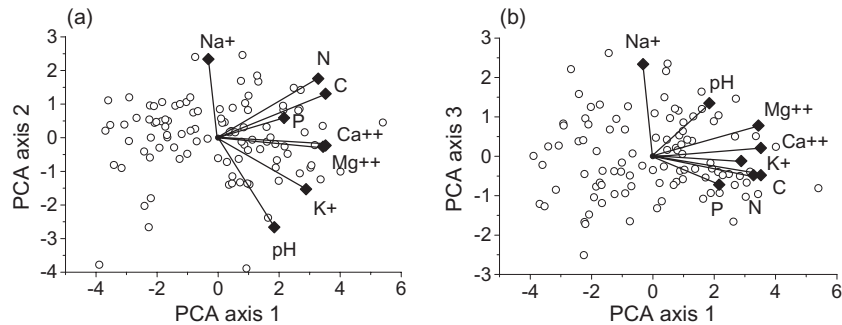 (a)
PCA axis 2
3
2
1
0
-1
-2
-3
-4
-4 -2 0 2 4 6
PCA axis 1
Na+
N
C
P
Ca++
Mg++
K+
pH
(b)
PCA axis 3
3
2
1
0
-1
-2
-3
-4 -2 0 2 4 6
PCA axis 1
Na+
pH
Mg++
Ca++
K+
C
N
P